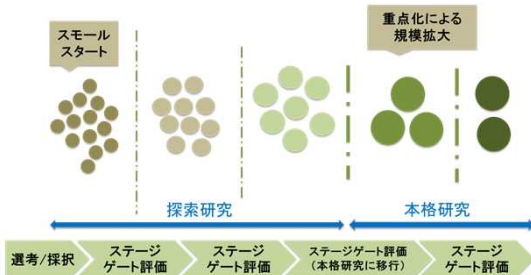 スモール
スタート
重点化による
規模拡大
探索研究
本格研究
選考/採択
ステージ
ゲート評価
ステージ
ゲート評価
ステージゲート評価
(本格研究に移行)
ステージ
ゲート評価